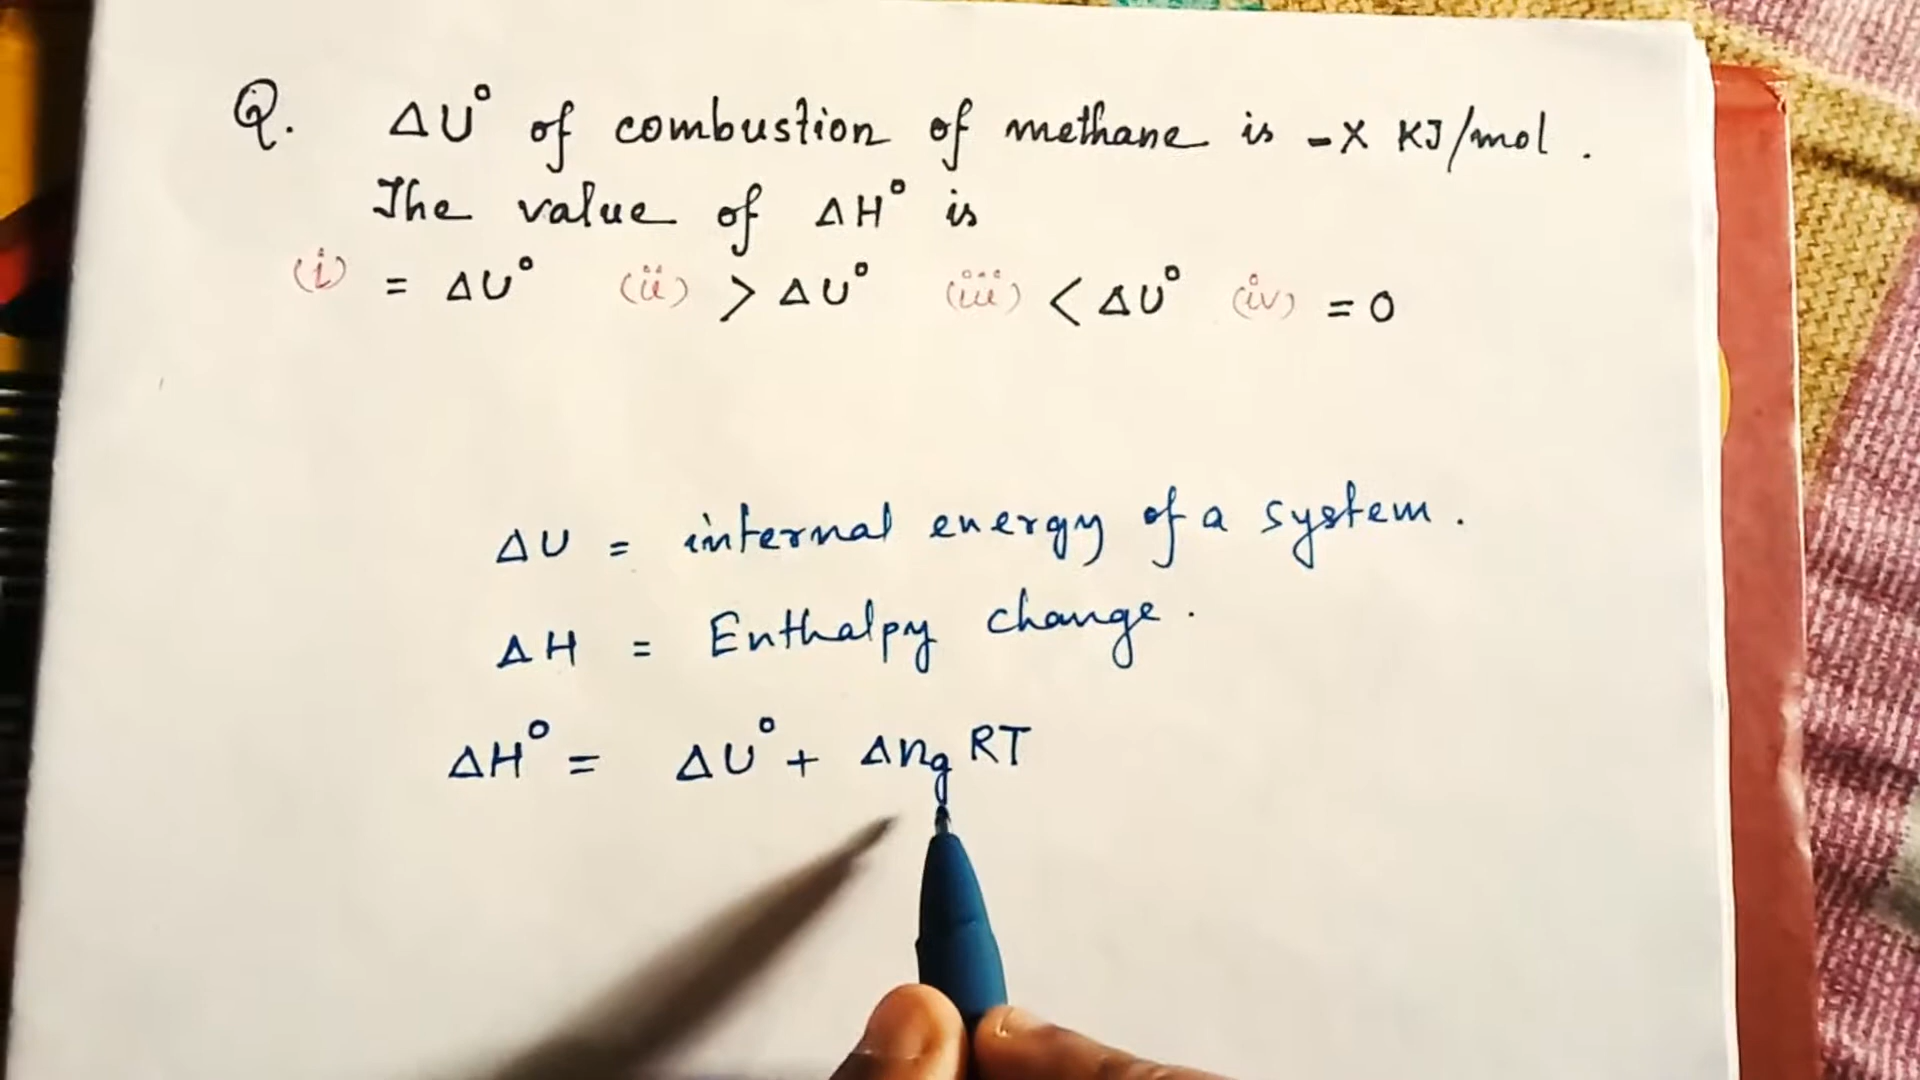 Q. ΔU° of combustion of methane is -X KJ/mol.
The value of ΔH° is
(i) = ΔU° (ii) > ΔU° (iii) < ΔU° (iv) = 0
ΔU = internal energy of a system.
ΔH = Enthalpy change.
ΔH° = ΔU° + Δng RT